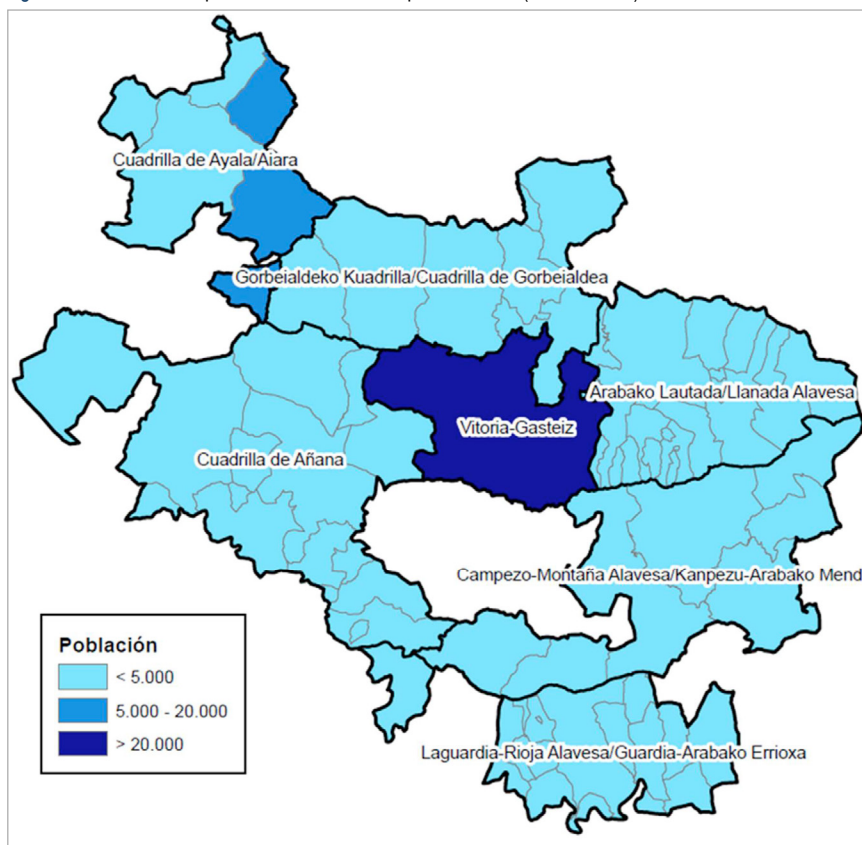 Cuadrilla de Ayala/Aiara
Gorbeialdeko Kuadrilla/Cuadrilla de Gorbeialdea
Arabako Lautada/Llanada Alavesa
Vitoria-Gasteiz
Cuadrilla de Añana
Campezo-Montaña Alavesa/Kanpezu-Arabako Mend
Población
< 5.000
5.000 - 20.000
> 20.000
Laguardia-Rioja Alavesa/Guardia-Arabako Errioxa